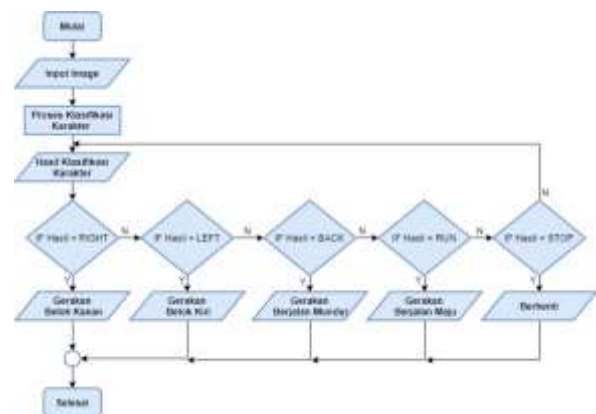 Mulai
Input Image
Proses Klasifikasi
Karakter
Hasil Klasifikasi
Karakter
N
IF Hasil = RIGHT
N
IF Hasil = LEFT
N
IF Hasil = BACK
N
IF Hasil = RUN
N
IF Hasil = STOP
Y
Y
Y
Y
Y
Gerakan
Belok Kanan
Gerakan
Belok Kiri
Gerakan
Berjalan Mundur
Gerakan
Berjalan Maju
Berhenti
Selesai